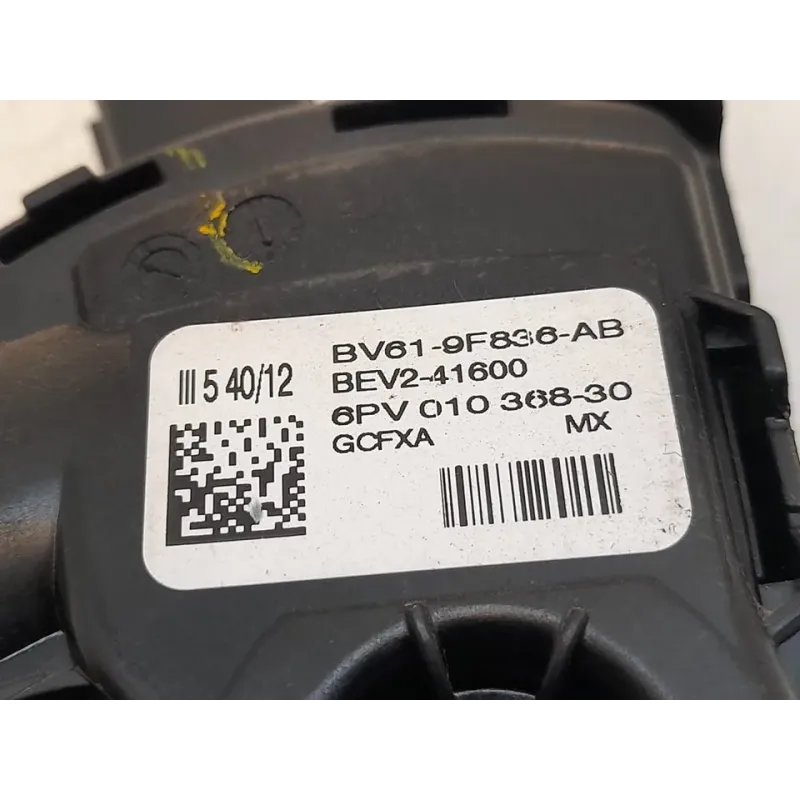 III 5 40/12
BV61-9F836-AB
BEV2-41600
6PV 010 368-30
GCFXA MX